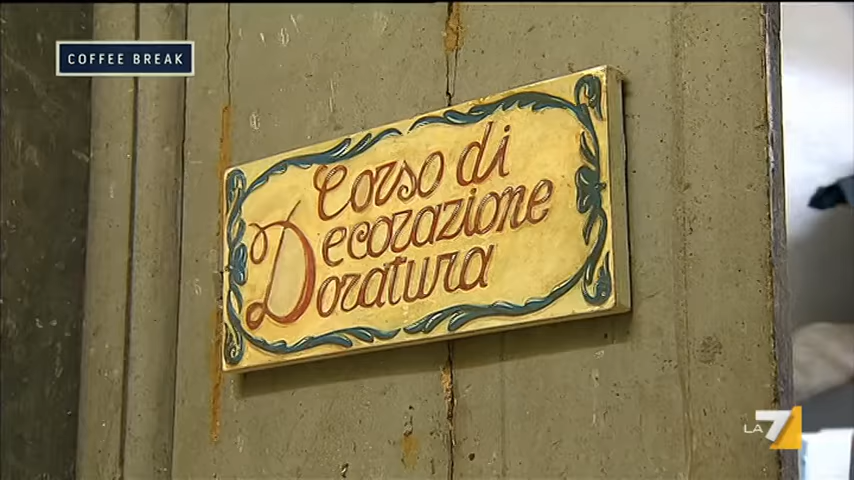 COFFEE BREAK
Corso di
Decorazione
Doratura
LA7